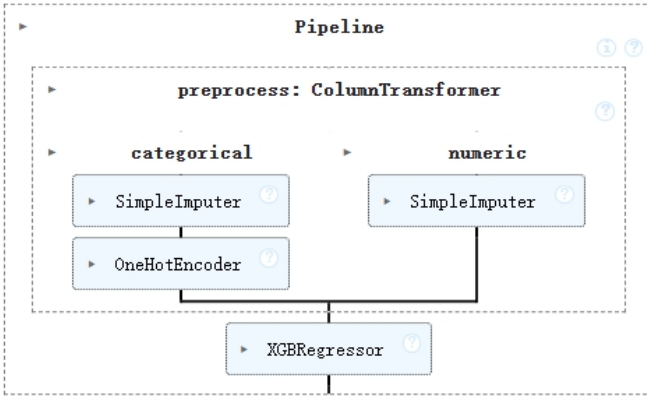 Pipeline
preprocess: ColumnTransformer
categorical
numeric
SimpleImputer
SimpleImputer
OneHotEncoder
XGBRegressor